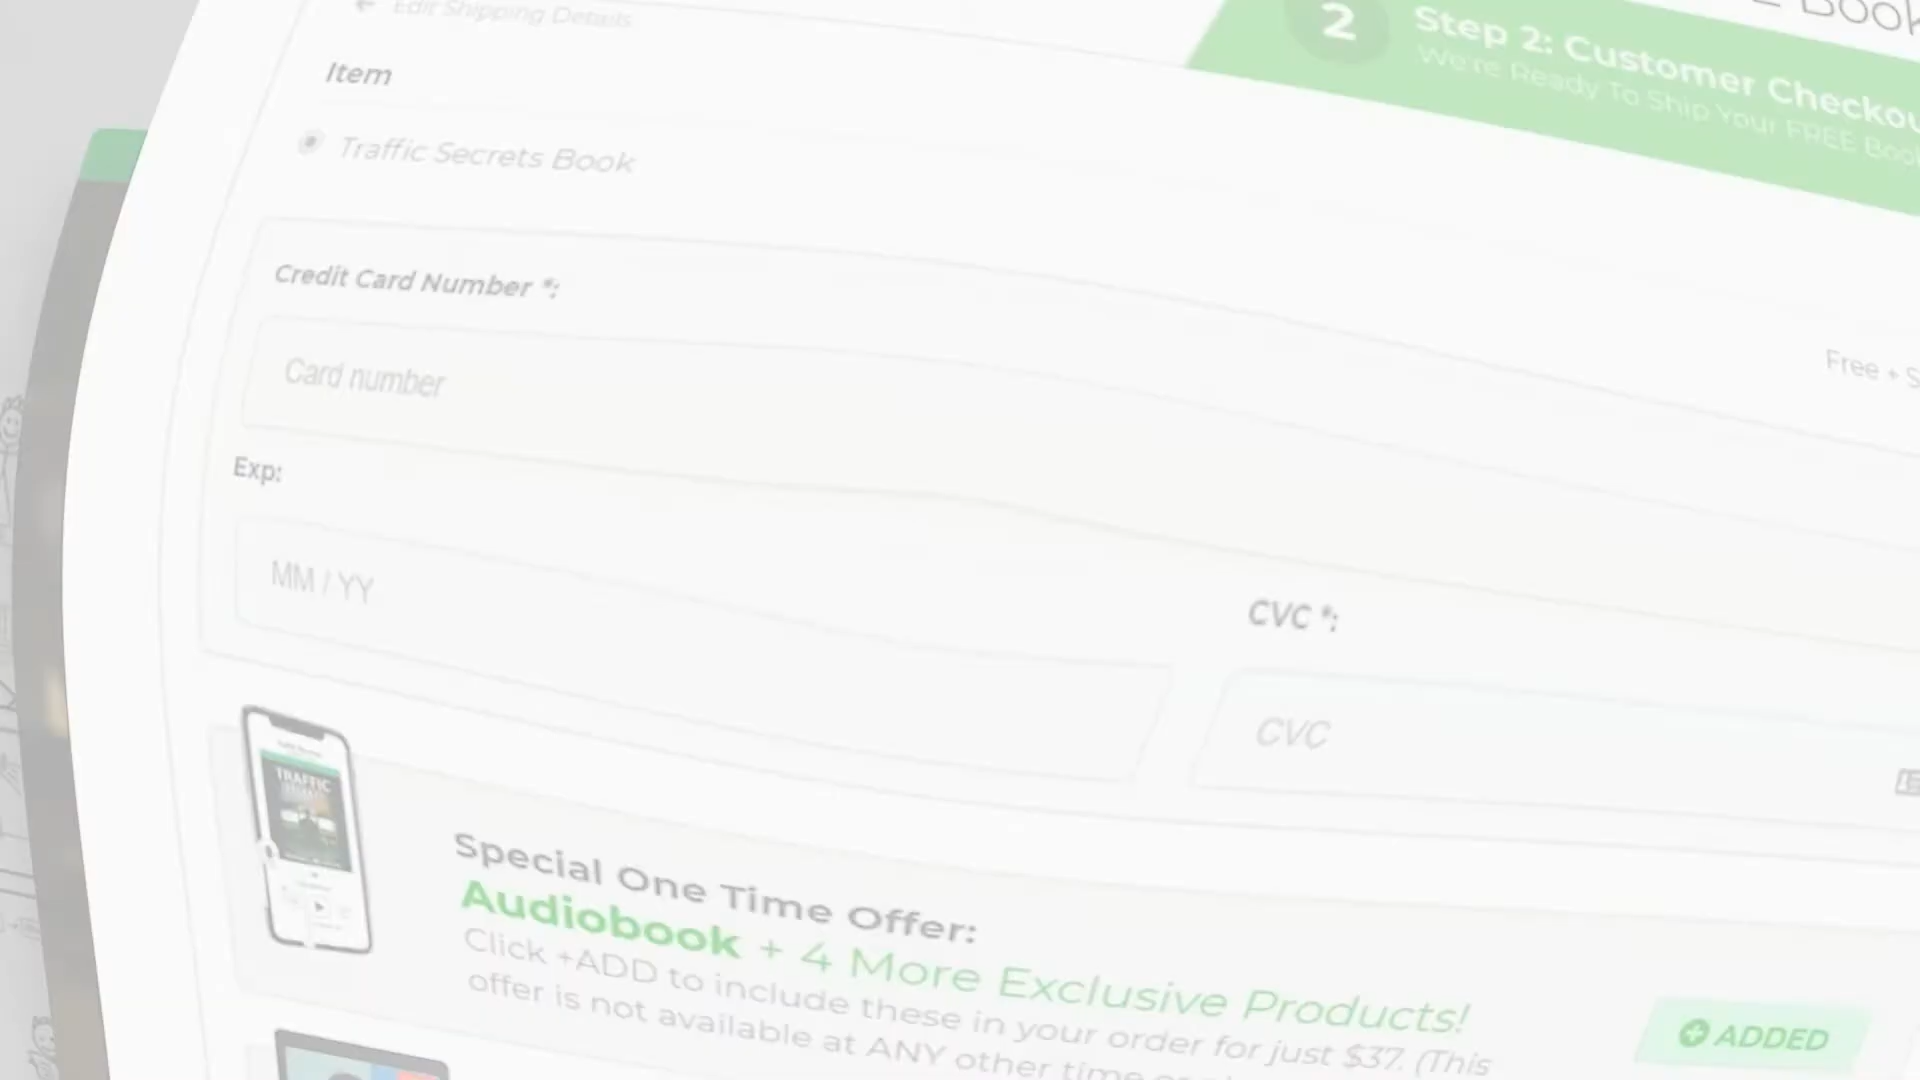 Edit Shipping Details
2
Step 2: Customer
We're Ready To Ship Your FREE
Item
Traffic Secrets Book
Free +
Credit Card Number *:
Card number
Exp:
MM / YY
CVC *:
CVC
TRAFFIC
Special One Time Offer:
Audiobook + 4 More Exclusive Products!
Click +ADD to include these in your order for just $37. (This
offer is not available at ANY other time
ADDED